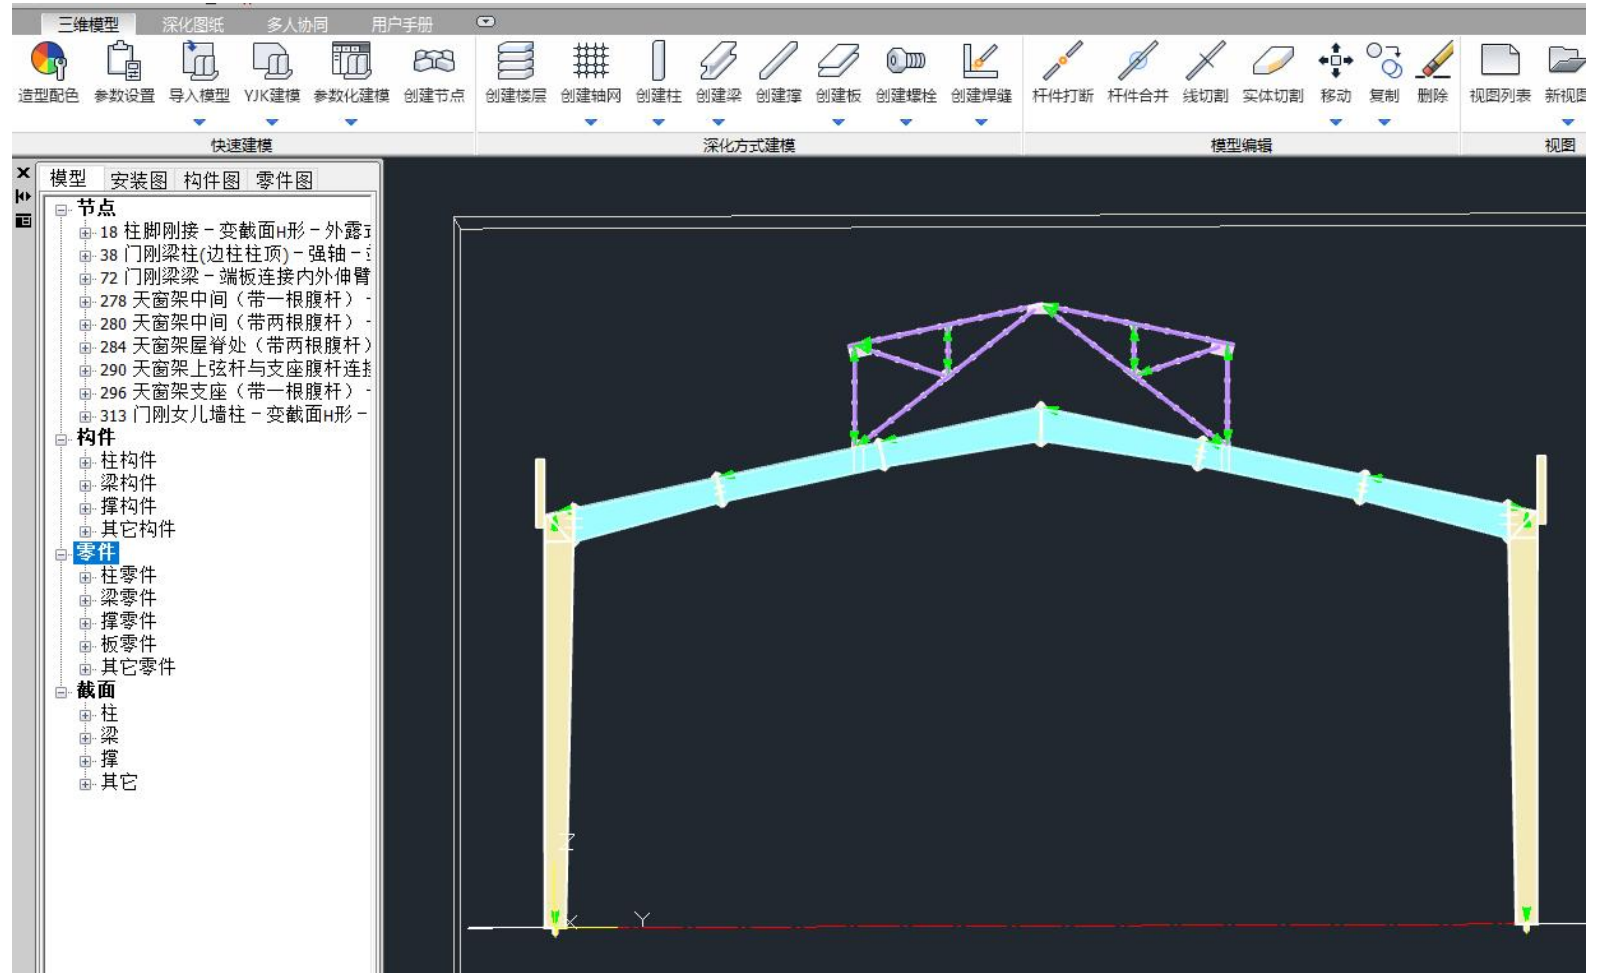 三维模型 深化图纸 多人协同 用户手册
造型配色 参数设置 导入模型 YJK建模 参数化建模 创建节点 创建楼层 创建轴网 创建柱 创建梁 创建撑 创建板 创建螺栓 创建焊缝 杆件打断 杆件合并 线切割 实体切割 移动 复制 删除 视图列表 新视图
快速建模 深化方式建模 模型编辑 视图
模型 安装图 构件图 零件图
节点
18 柱脚刚接-变截面H形-外露
38 门刚梁柱(边柱柱顶)-强轴-
72 门刚梁梁-端板连接内外伸臂
278 天窗架中间（带一根腹杆）-
280 天窗架中间（带两根腹杆）-
284 天窗架屋脊处（带两根腹杆）
290 天窗架上弦杆与支座腹杆连接
296 天窗架支座（带一根腹杆）-
313 门刚女儿墙柱-变截面H形-
构件
柱构件
梁构件
撑构件
其它构件
零件
柱零件
梁零件
撑零件
板零件
其它零件
截面
柱
梁
撑
其它
Z
X Y